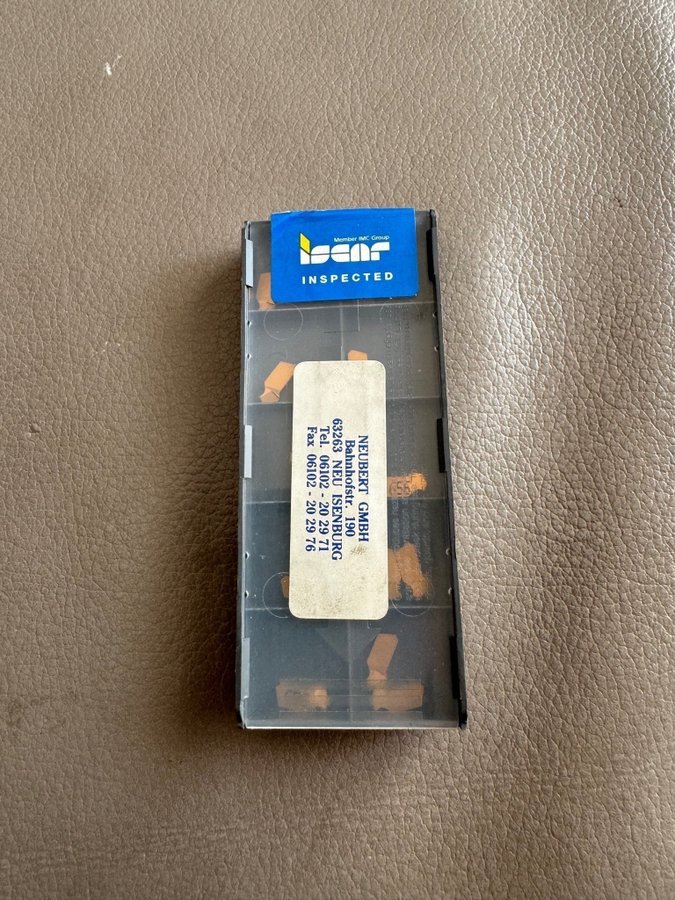 Member IMC Group
iscar
INSPECTED
NEUBERT GMBH
Bahnhofstr. 190
63263 NEU ISENBURG
Tel. 06102 - 20 29 71
Fax 06102 - 20 29 76